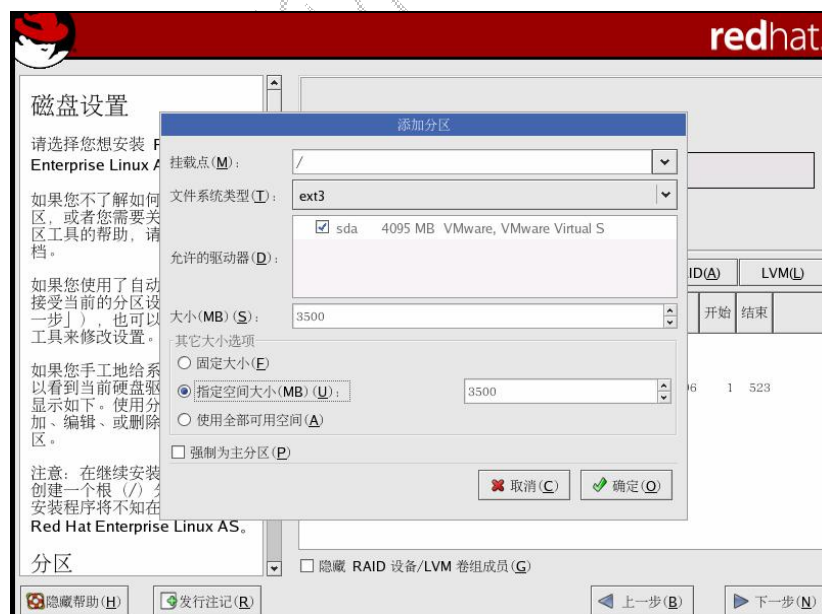 redhat.
磁盘设置
请选择您想安装
Enterprise Linux A
如果您不了解如何
区，或者您需要关
区工具的帮助，请
档。
如果您使用了自动
接受当前的分区设
一步」），也可以
工具来修改设置。
如果您手工地给系
以看到当前硬盘驱
显示如下。使用分
加、编辑、或删除
区。
注意：在继续安装
创建一个根（/）
安装程序将不知在
Red Hat Enterprise Linux AS。
分区
添加分区
挂载点(M)：
/
文件系统类型(T)：
ext3
允许的驱动器(D)：
sda 4095 MB VMware, VMware Virtual S
大小(MB)(S)：
3500
其它大小选项
固定大小(F)
指定空间大小(MB)(U)：
3500
使用全部可用空间(A)
强制为主分区(P)
取消(C)
确定(O)
ID(A)
LVM(L)
开始 结束
6 1 523
隐藏 RAID 设备/LVM 卷组成员(G)
隐藏帮助(H)
发行注记(R)
上一步(B)
下一步(N)